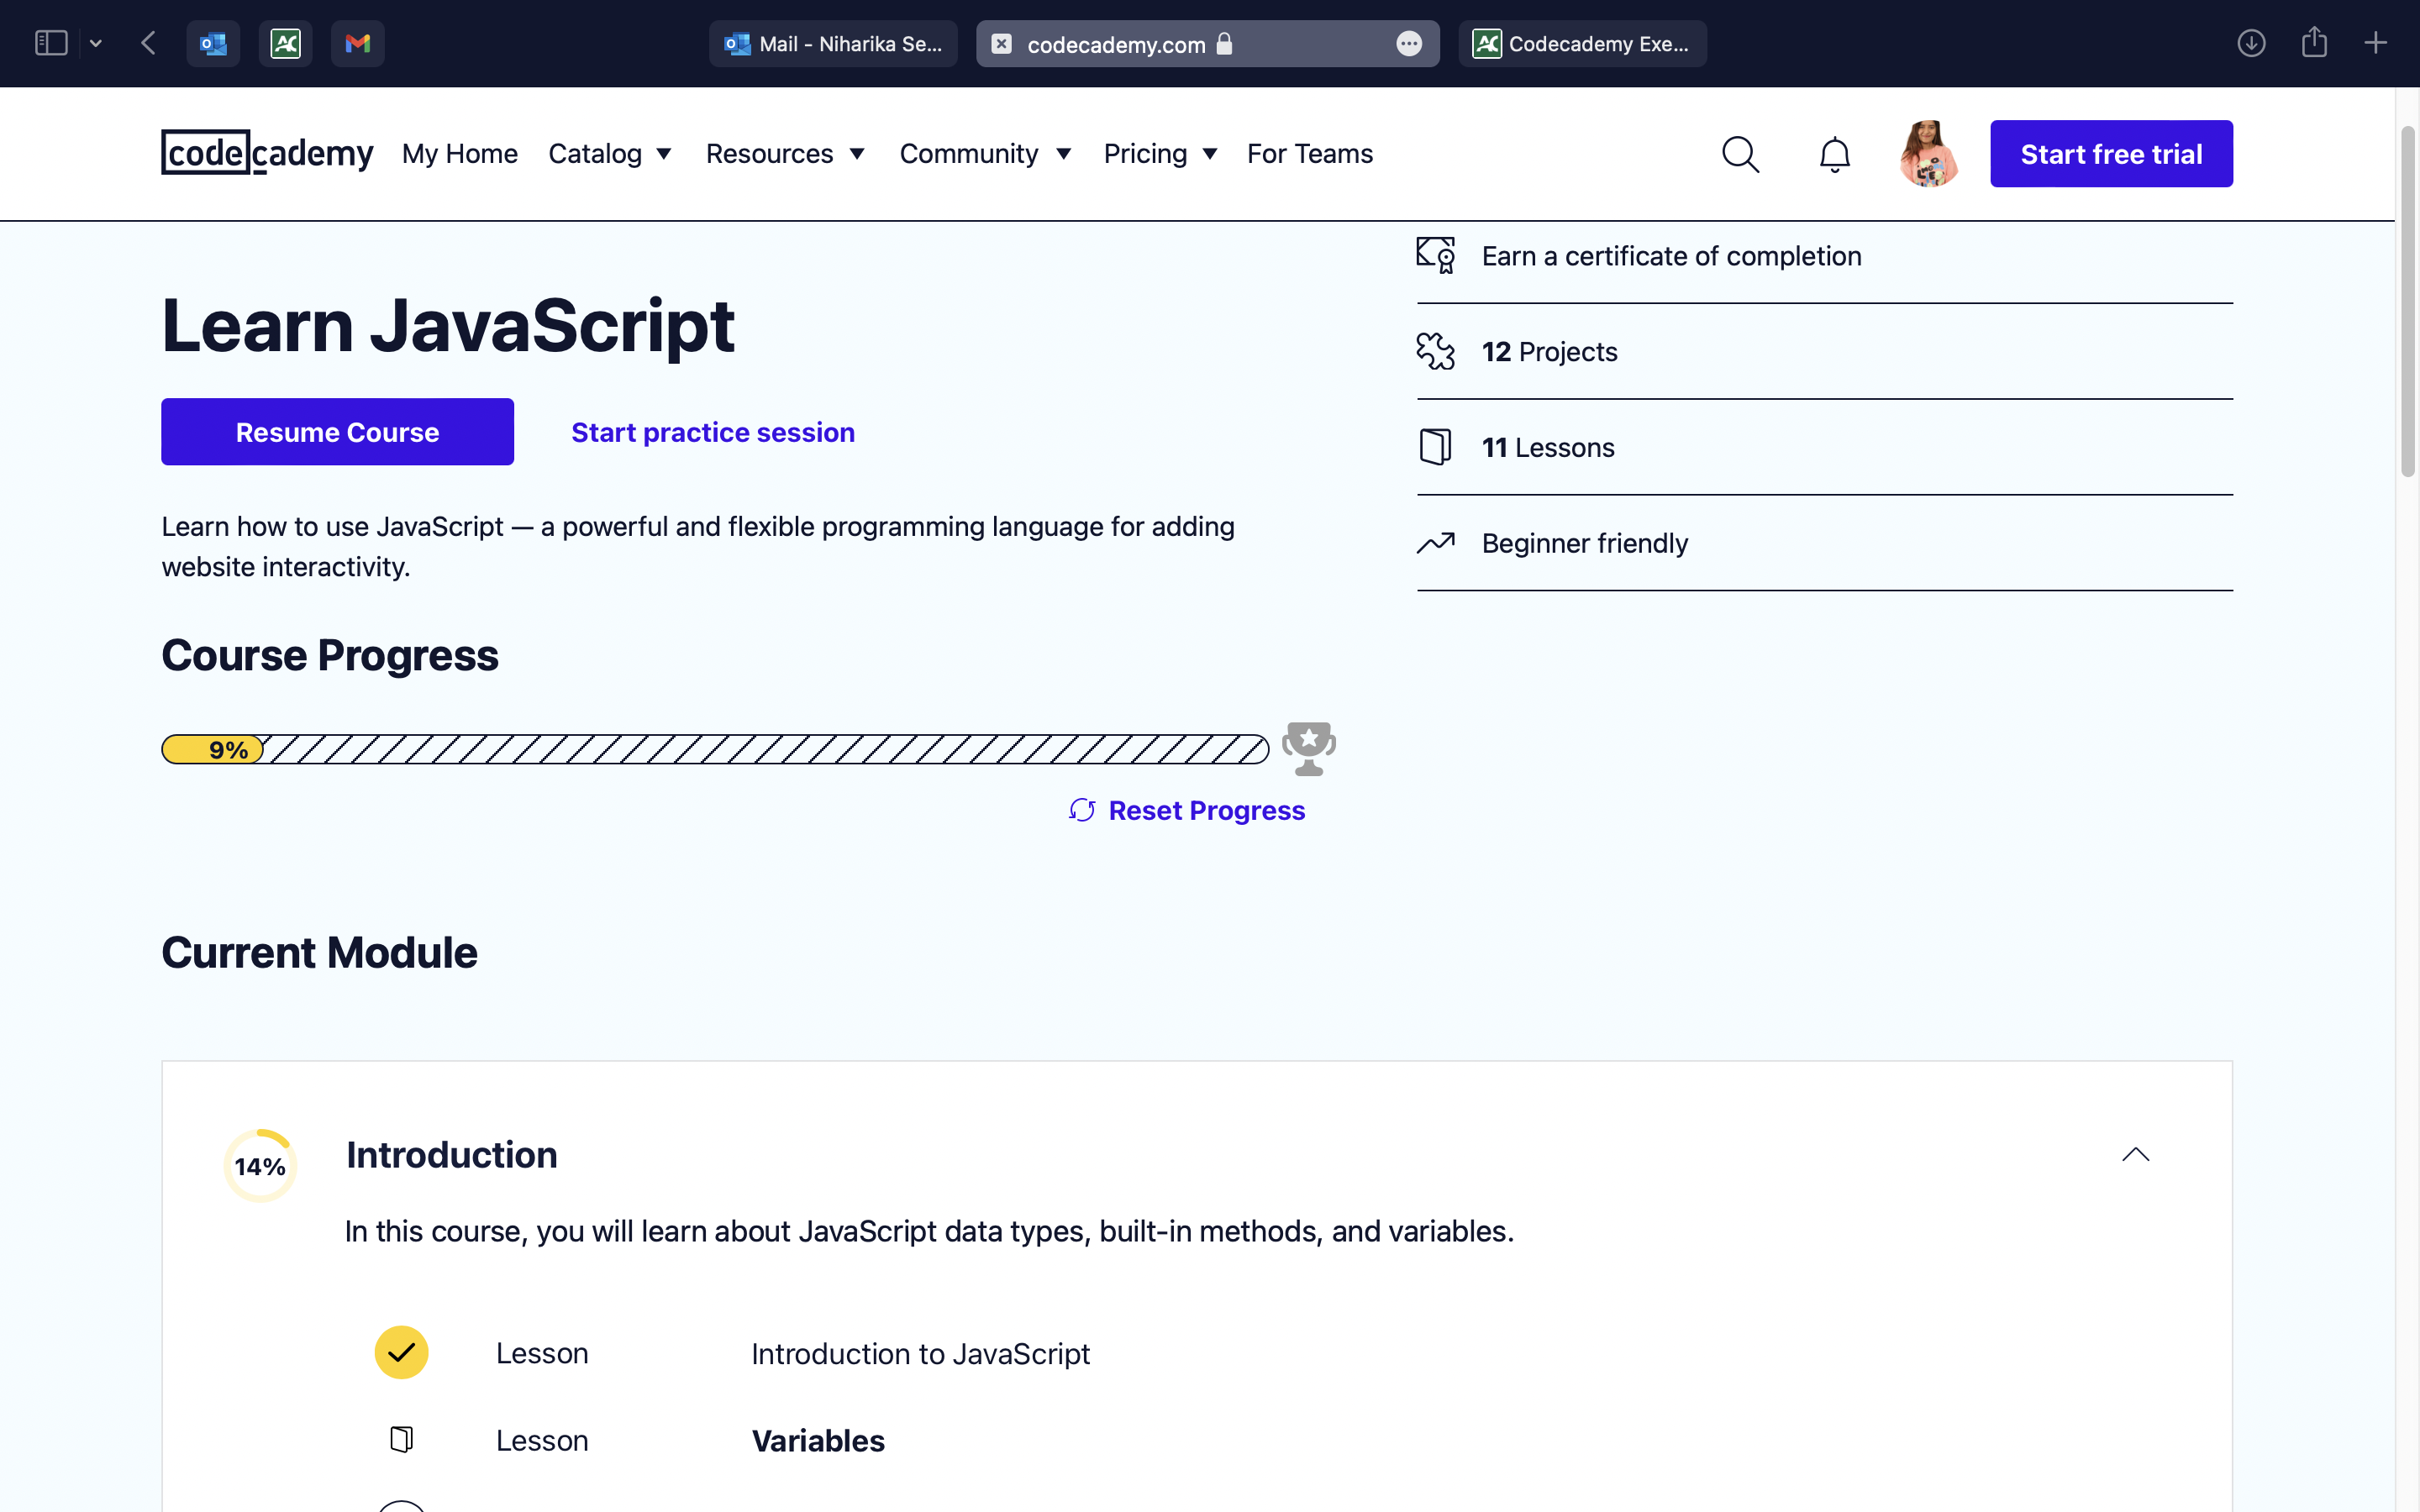 Mail - Niharika Se...
codecademy.com
Codecademy Exe...
codecademy
My Home
Catalog
Resources
Community
Pricing
For Teams
Start free trial
Earn a certificate of completion
Learn JavaScript
12 Projects
Resume Course
Start practice session
11 Lessons
Learn how to use JavaScript — a powerful and flexible programming language for adding
website interactivity.
Beginner friendly
Course Progress
9%
Reset Progress
Current Module
14%
Introduction
In this course, you will learn about JavaScript data types, built-in methods, and variables.
Lesson
Introduction to JavaScript
Lesson
Variables